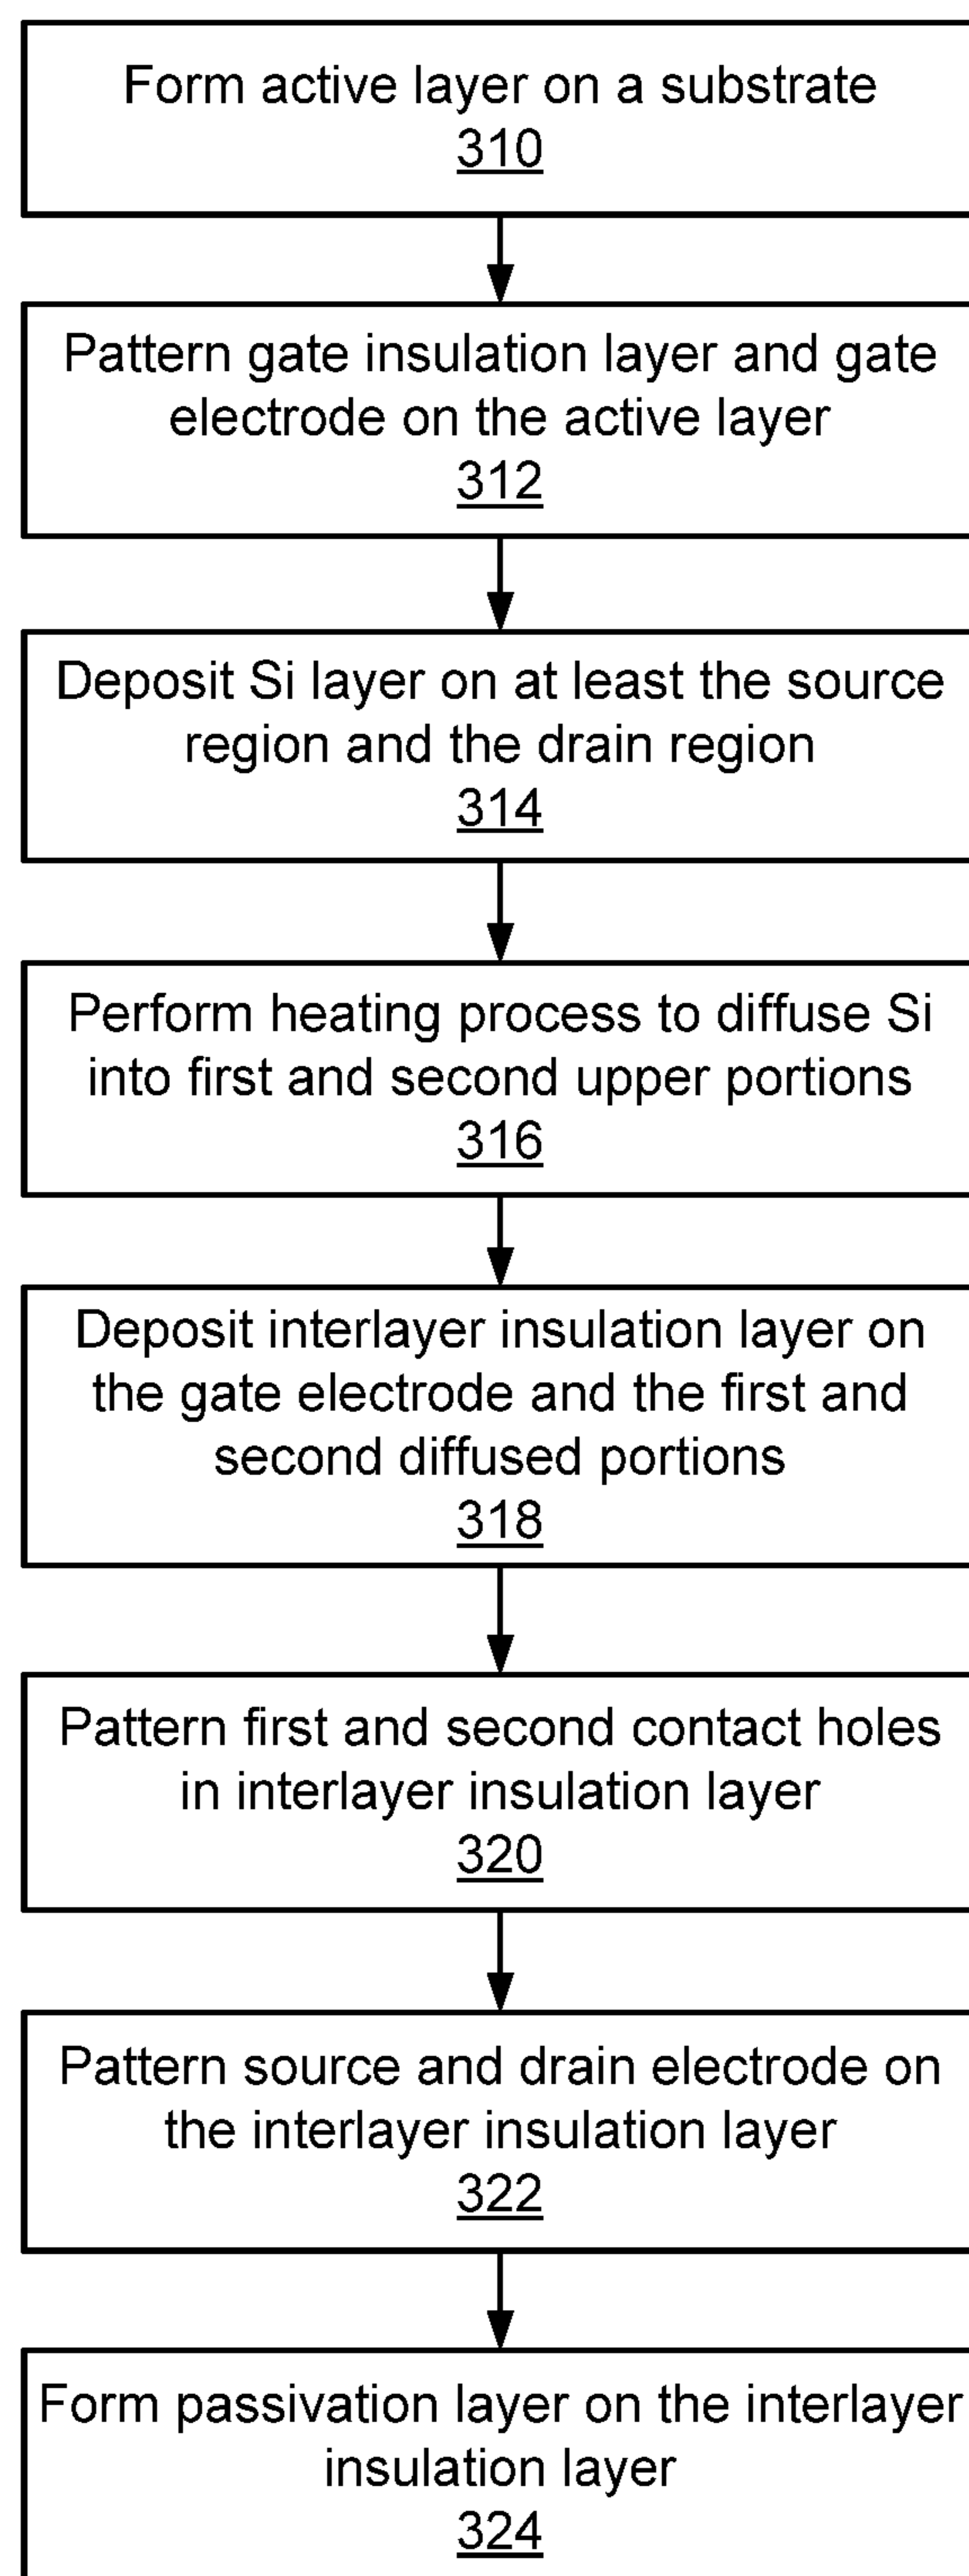 Form active layer on a substrate
310
Pattern gate insulation layer and gate
electrode on the active layer
312
Deposit Si layer on at least the source
region and the drain region
314
Perform heating process to diffuse Si
into first and second upper portions
316
Deposit interlayer insulation layer on
the gate electrode and the first and
second diffused portions
318
Pattern first and second contact holes
in interlayer insulation layer
320
Pattern source and drain electrode on
the interlayer insulation layer
322
Form passivation layer on the interlayer
insulation layer
324